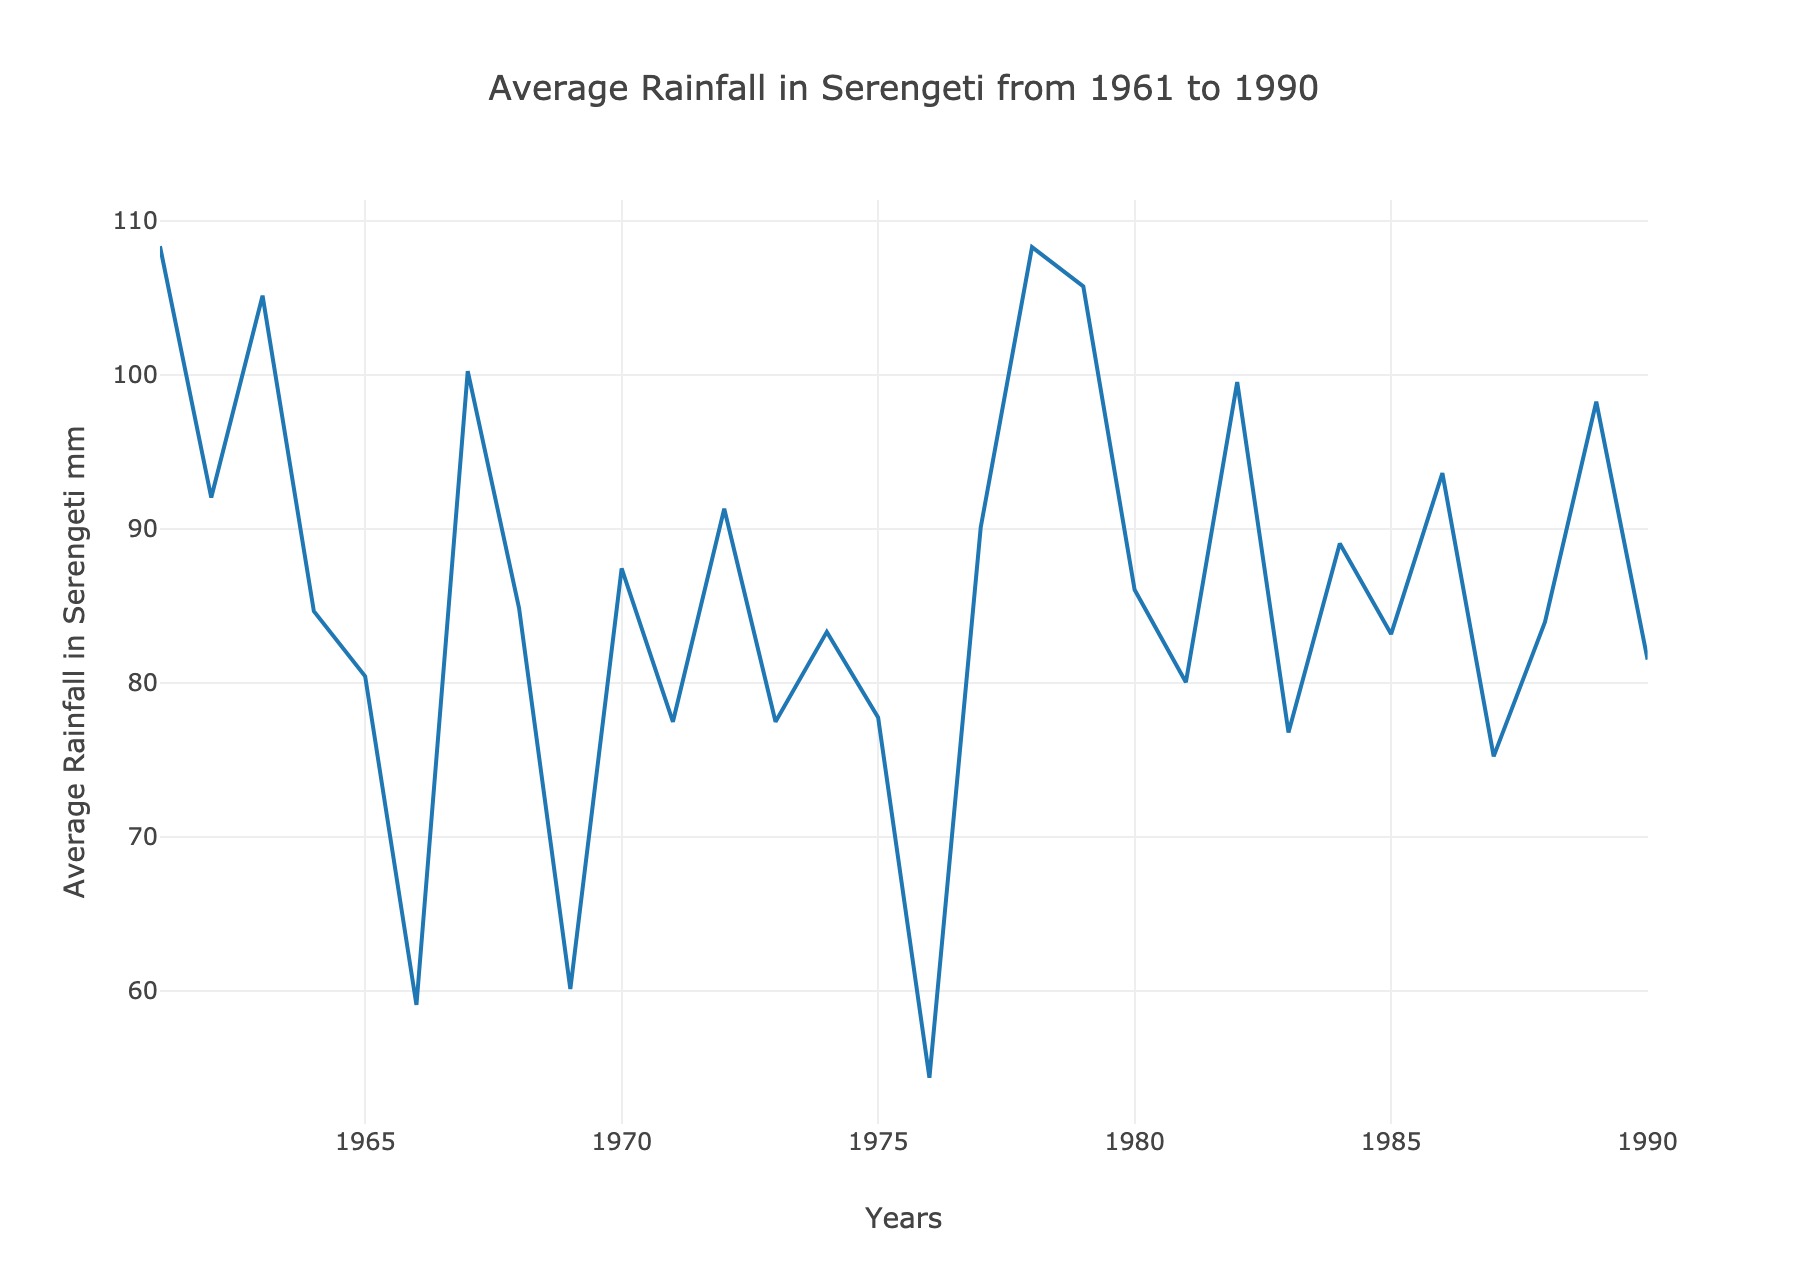 Average Rainfall in Serengeti from 1961 to 1990
Average Rainfall in Serengeti mm
110
100
90
80
70
60
1965 1970 1975 1980 1985 1990
Years